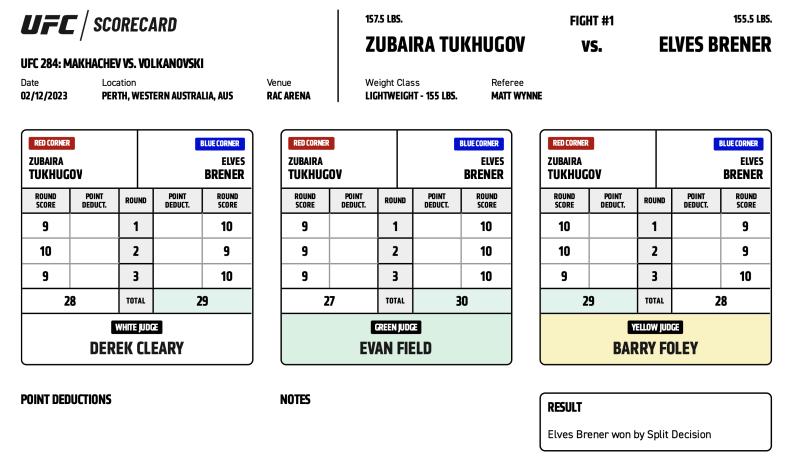 UFC SCORECARD
UFC 284: MAKHACHEV VS. VOLKANOVSKI
Date Location Venue
02/12/2023 PERTH, WESTERN AUSTRALIA, AUS RAC ARENA
157.5 LBS. FIGHT #1 155.5 LBS.
ZUBAIRA TUKHUGOV VS. ELVES BRENER
Weight Class Referee
LIGHTWEIGHT - 155 LBS. MATT WYNNE
RED CORNER BLUE CORNER
ZUBAIRA ELVES
TUKHUGOV BRENER
ROUND POINT ROUND POINT ROUND
SCORE DEDUCT. DEDUCT. SCORE
9 1 10
10 2 9
9 3 10
28 TOTAL 29
WHITE JUDGE
DEREK CLEARY
RED CORNER BLUE CORNER
ZUBAIRA ELVES
TUKHUGOV BRENER
ROUND POINT ROUND POINT ROUND
SCORE DEDUCT. DEDUCT. SCORE
9 1 10
9 2 10
9 3 10
27 TOTAL 30
GREEN JUDGE
EVAN FIELD
RED CORNER BLUE CORNER
ZUBAIRA ELVES
TUKHUGOV BRENER
ROUND POINT ROUND POINT ROUND
SCORE DEDUCT. DEDUCT. SCORE
10 1 9
10 2 9
9 3 10
29 TOTAL 28
YELLOW JUDGE
BARRY FOLEY
POINT DEDUCTIONS
NOTES
RESULT
Elves Brener won by Split Decision